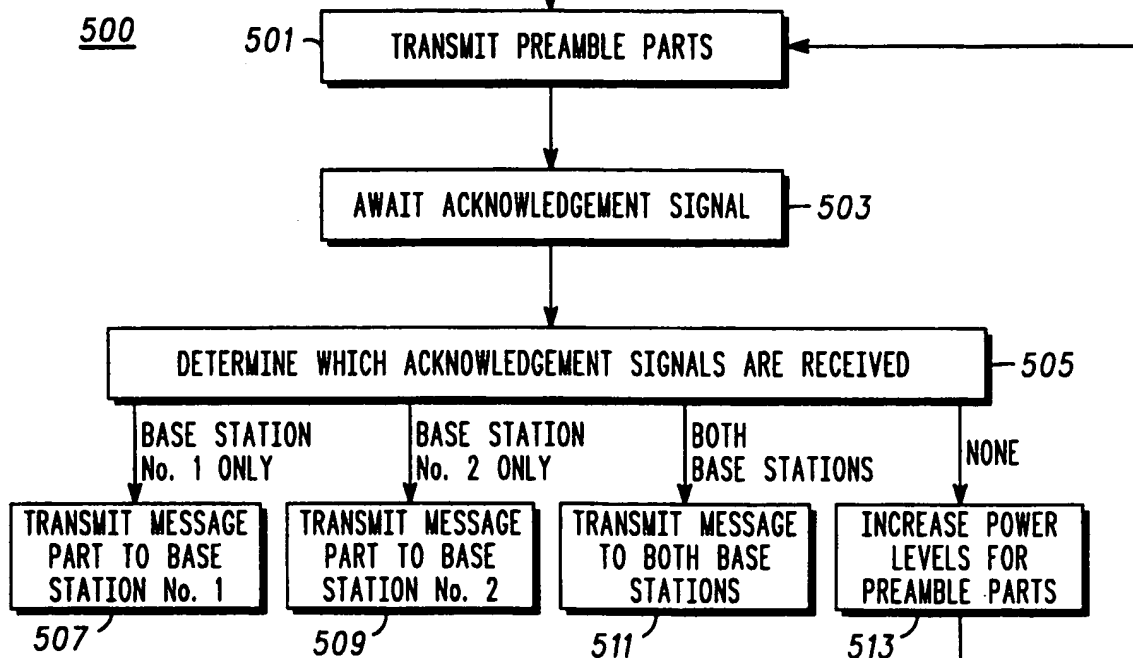 500
501
TRANSMIT PREAMBLE PARTS
AWAIT ACKNOWLEDGEMENT SIGNAL
503
DETERMINE WHICH ACKNOWLEDGEMENT SIGNALS ARE RECEIVED
505
BASE STATION
No. 1 ONLY
BASE STATION
No. 2 ONLY
BOTH
BASE STATIONS
NONE
TRANSMIT MESSAGE
PART TO BASE
STATION No. 1
TRANSMIT MESSAGE
PART TO BASE
STATION No. 2
TRANSMIT MESSAGE
TO BOTH BASE
STATIONS
INCREASE POWER
LEVELS FOR
PREAMBLE PARTS
507
509
511
513